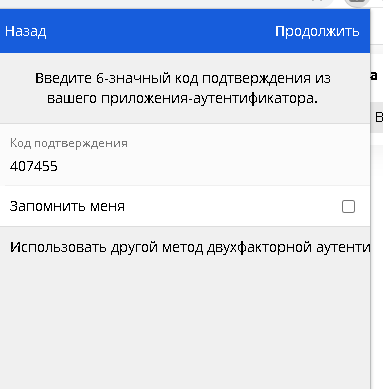 Назад Продолжить
Введите 6-значный код подтверждения из
вашего приложения-аутентификатора.
Код подтверждения
407455
Запомнить меня
Использовать другой метод двухфакторной аутенти
а
В